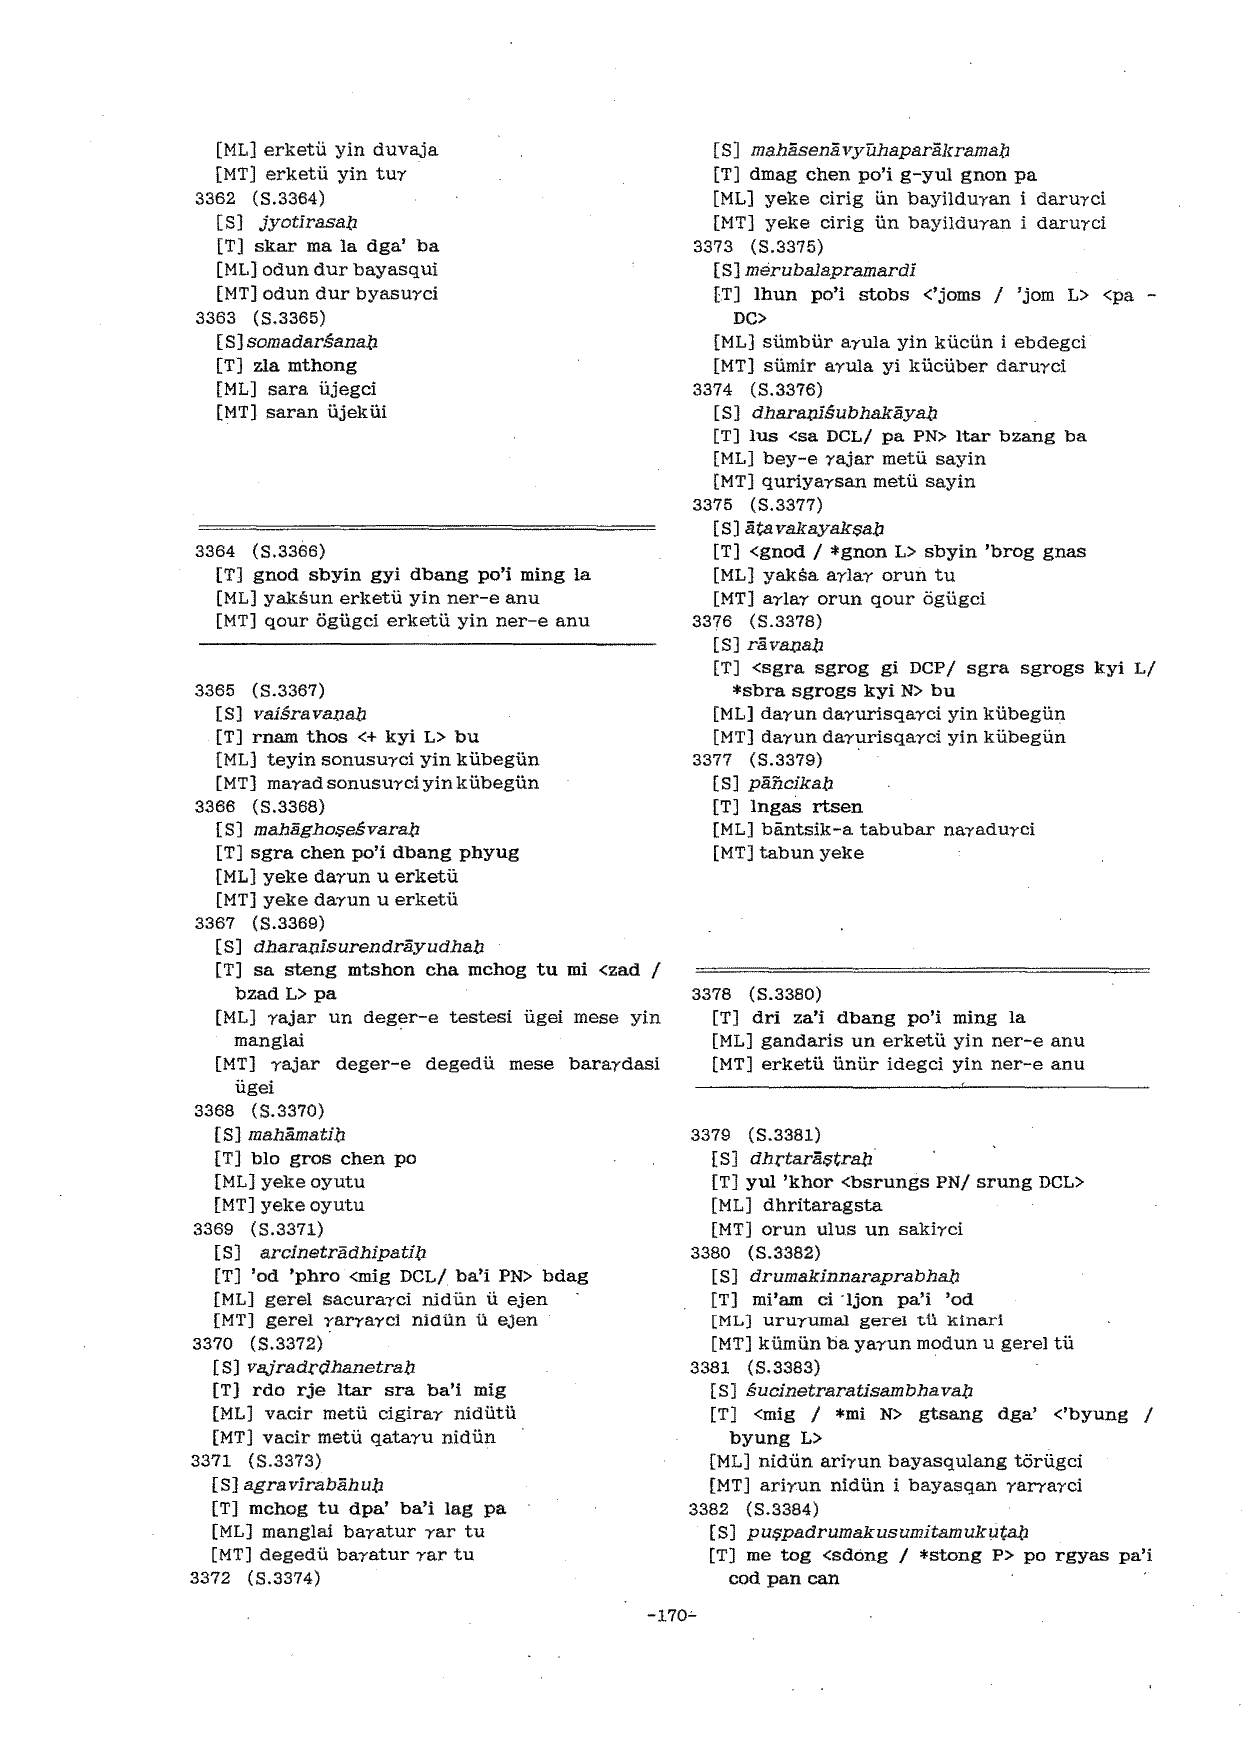 [ML] erketü yin duvaja
[MT] erketü yin tuɤ
3362 (S.3364)
[S] jyotīrasaḥ
[T] skar ma la dga' ba
[ML] odun dur bayasqui
[MT] odun dur byasuɤci
3363 (S.3365)
[S] somadarśanaḥ
[T] zla mthong
[ML] sara üjegci
[MT] saran üjeküi
3364 (S.3366)
[T] gnod sbyin gyi dbang po'i ming la
[ML] yakśun erketü yin ner-e anu
[MT] qour ögügci erketü yin ner-e anu
3365 (S.3367)
[S] vaiśravaṇaḥ
[T] rnam thos <+ kyi L> bu
[ML] teyin sonusuɤci yin kübegün
[MT] maɤad sonusuɤci yin kübegün
3366 (S.3368)
[S] mahāghoṣeśvaraḥ
[T] sgra chen po'i dbang phyug
[ML] yeke daɤun u erketü
[MT] yeke daɤun u erketü
3367 (S.3369)
[S] dharaṇīsurendrāyudhaḥ
[T] sa steng mtshon cha mchog tu mi <zad /
bzad L> pa
[ML] ɤajar un deger-e testesi ügei mese yin
manglai
[MT] ɤajar deger-e degedü mese baraɤdasi
ügei
3368 (S.3370)
[S] mahāmatiḥ
[T] blo gros chen po
[ML] yeke oyutu
[MT] yeke oyutu
3369 (S.3371)
[S] arcinetrādhipatiḥ
[T] 'od 'phro <mig DCL/ ba'i PN> bdag
[ML] gerel sacuraɤci nidün ü ejen
[MT] gerel ɤarɤaɤci nidün ü ejen
3370 (S.3372)
[S] vajradṛdhanetraḥ
[T] rdo rje ltar sra ba'i mig
[ML] vacir metü cigiraɤ nidütü
[MT] vacir metü qataɤu nidün
3371 (S.3373)
[S] agravīrabāhuḥ
[T] mchog tu dpa' ba'i lag pa
[ML] manglai baɤatur ɤar tu
[MT] degedü baɤatur ɤar tu
3372 (S.3374)
[S] mahāsenāvyūhaparākramaḥ
[T] dmag chen po'i g-yul gnon pa
[ML] yeke cirig ün bayilduɤan i daruɤci
[MT] yeke cirig ün bayilduɤan i daruɤci
3373 (S.3375)
[S] merubalapramardī
[T] lhun po'i stobs <'joms / 'jom L> <pa -
DC>
[ML] sümbür aɤula yin kücün i ebdegci
[MT] sümir aɤula yi kücüber daruɤci
3374 (S.3376)
[S] dharaṇīśubhakāyaḥ
[T] lus <sa DCL/ pa PN> ltar bzang ba
[ML] bey-e ɤajar metü sayin
[MT] quriyaɤsan metü sayin
3375 (S.3377)
[S] āṭavakayakṣaḥ
[T] <gnod / *gnon L> sbyin 'brog gnas
[ML] yakśa aɤlaɤ orun tu
[MT] aɤlaɤ orun qour ögügci
3376 (S.3378)
[S] rāvaṇaḥ
[T] <sgra sgrog gi DCP/ sgra sgrogs kyi L/
*sbra sgrogs kyi N> bu
[ML] daɤun daɤurisqaɤci yin kübegün
[MT] daɤun daɤurisqaɤci yin kübegün
3377 (S.3379)
[S] pāñcikaḥ
[T] lngas rtsen
[ML] bāntsik-a tabubar naɤaduɤci
[MT] tabun yeke
3378 (S.3380)
[T] dri za'i dbang po'i ming la
[ML] gandaris un erketü yin ner-e anu
[MT] erketü ünür idegci yin ner-e anu
3379 (S.3381)
[S] dhṛtarāṣṭraḥ
[T] yul 'khor <bsrungs PN/ srung DCL>
[ML] dhritaragsta
[MT] orun ulus un sakiɤci
3380 (S.3382)
[S] drumakinnaraprabhaḥ
[T] mi'am ci ljon pa'i 'od
[ML] uruɤumal gerel tü kinari
[MT] kümün ba yaɤun modun u gerel tü
3381 (S.3383)
[S] śucinetraratisambhavaḥ
[T] <mig / *mi N> gtsang dga' <'byung /
byung L>
[ML] nidün ariɤun bayasqulang törügci
[MT] ariɤun nidün i bayasqan ɤarɤaɤci
3382 (S.3384)
[S] puṣpadrumakusumitamukuṭaḥ
[T] me tog <sdong / *stong P> po rgyas pa'i
cod pan can
-170-